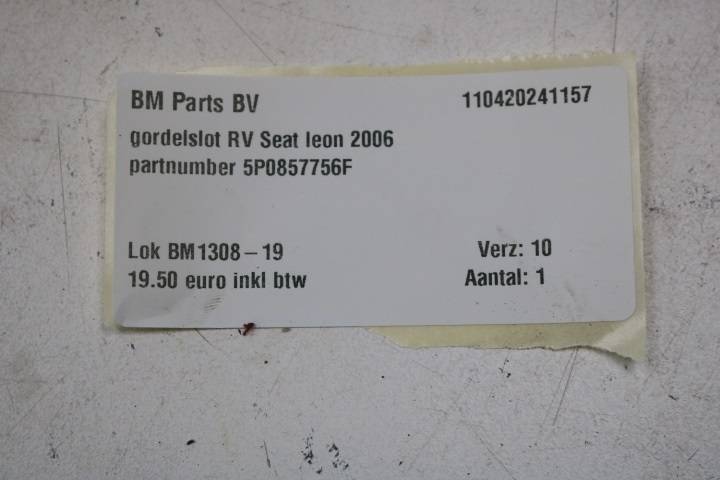 BM Parts BV 110420241157
gordelslot RV Seat leon 2006
partnumber 5P0857756F
Lok BM1308-19 Verz: 10
19.50 euro inkl btw Aantal: 1